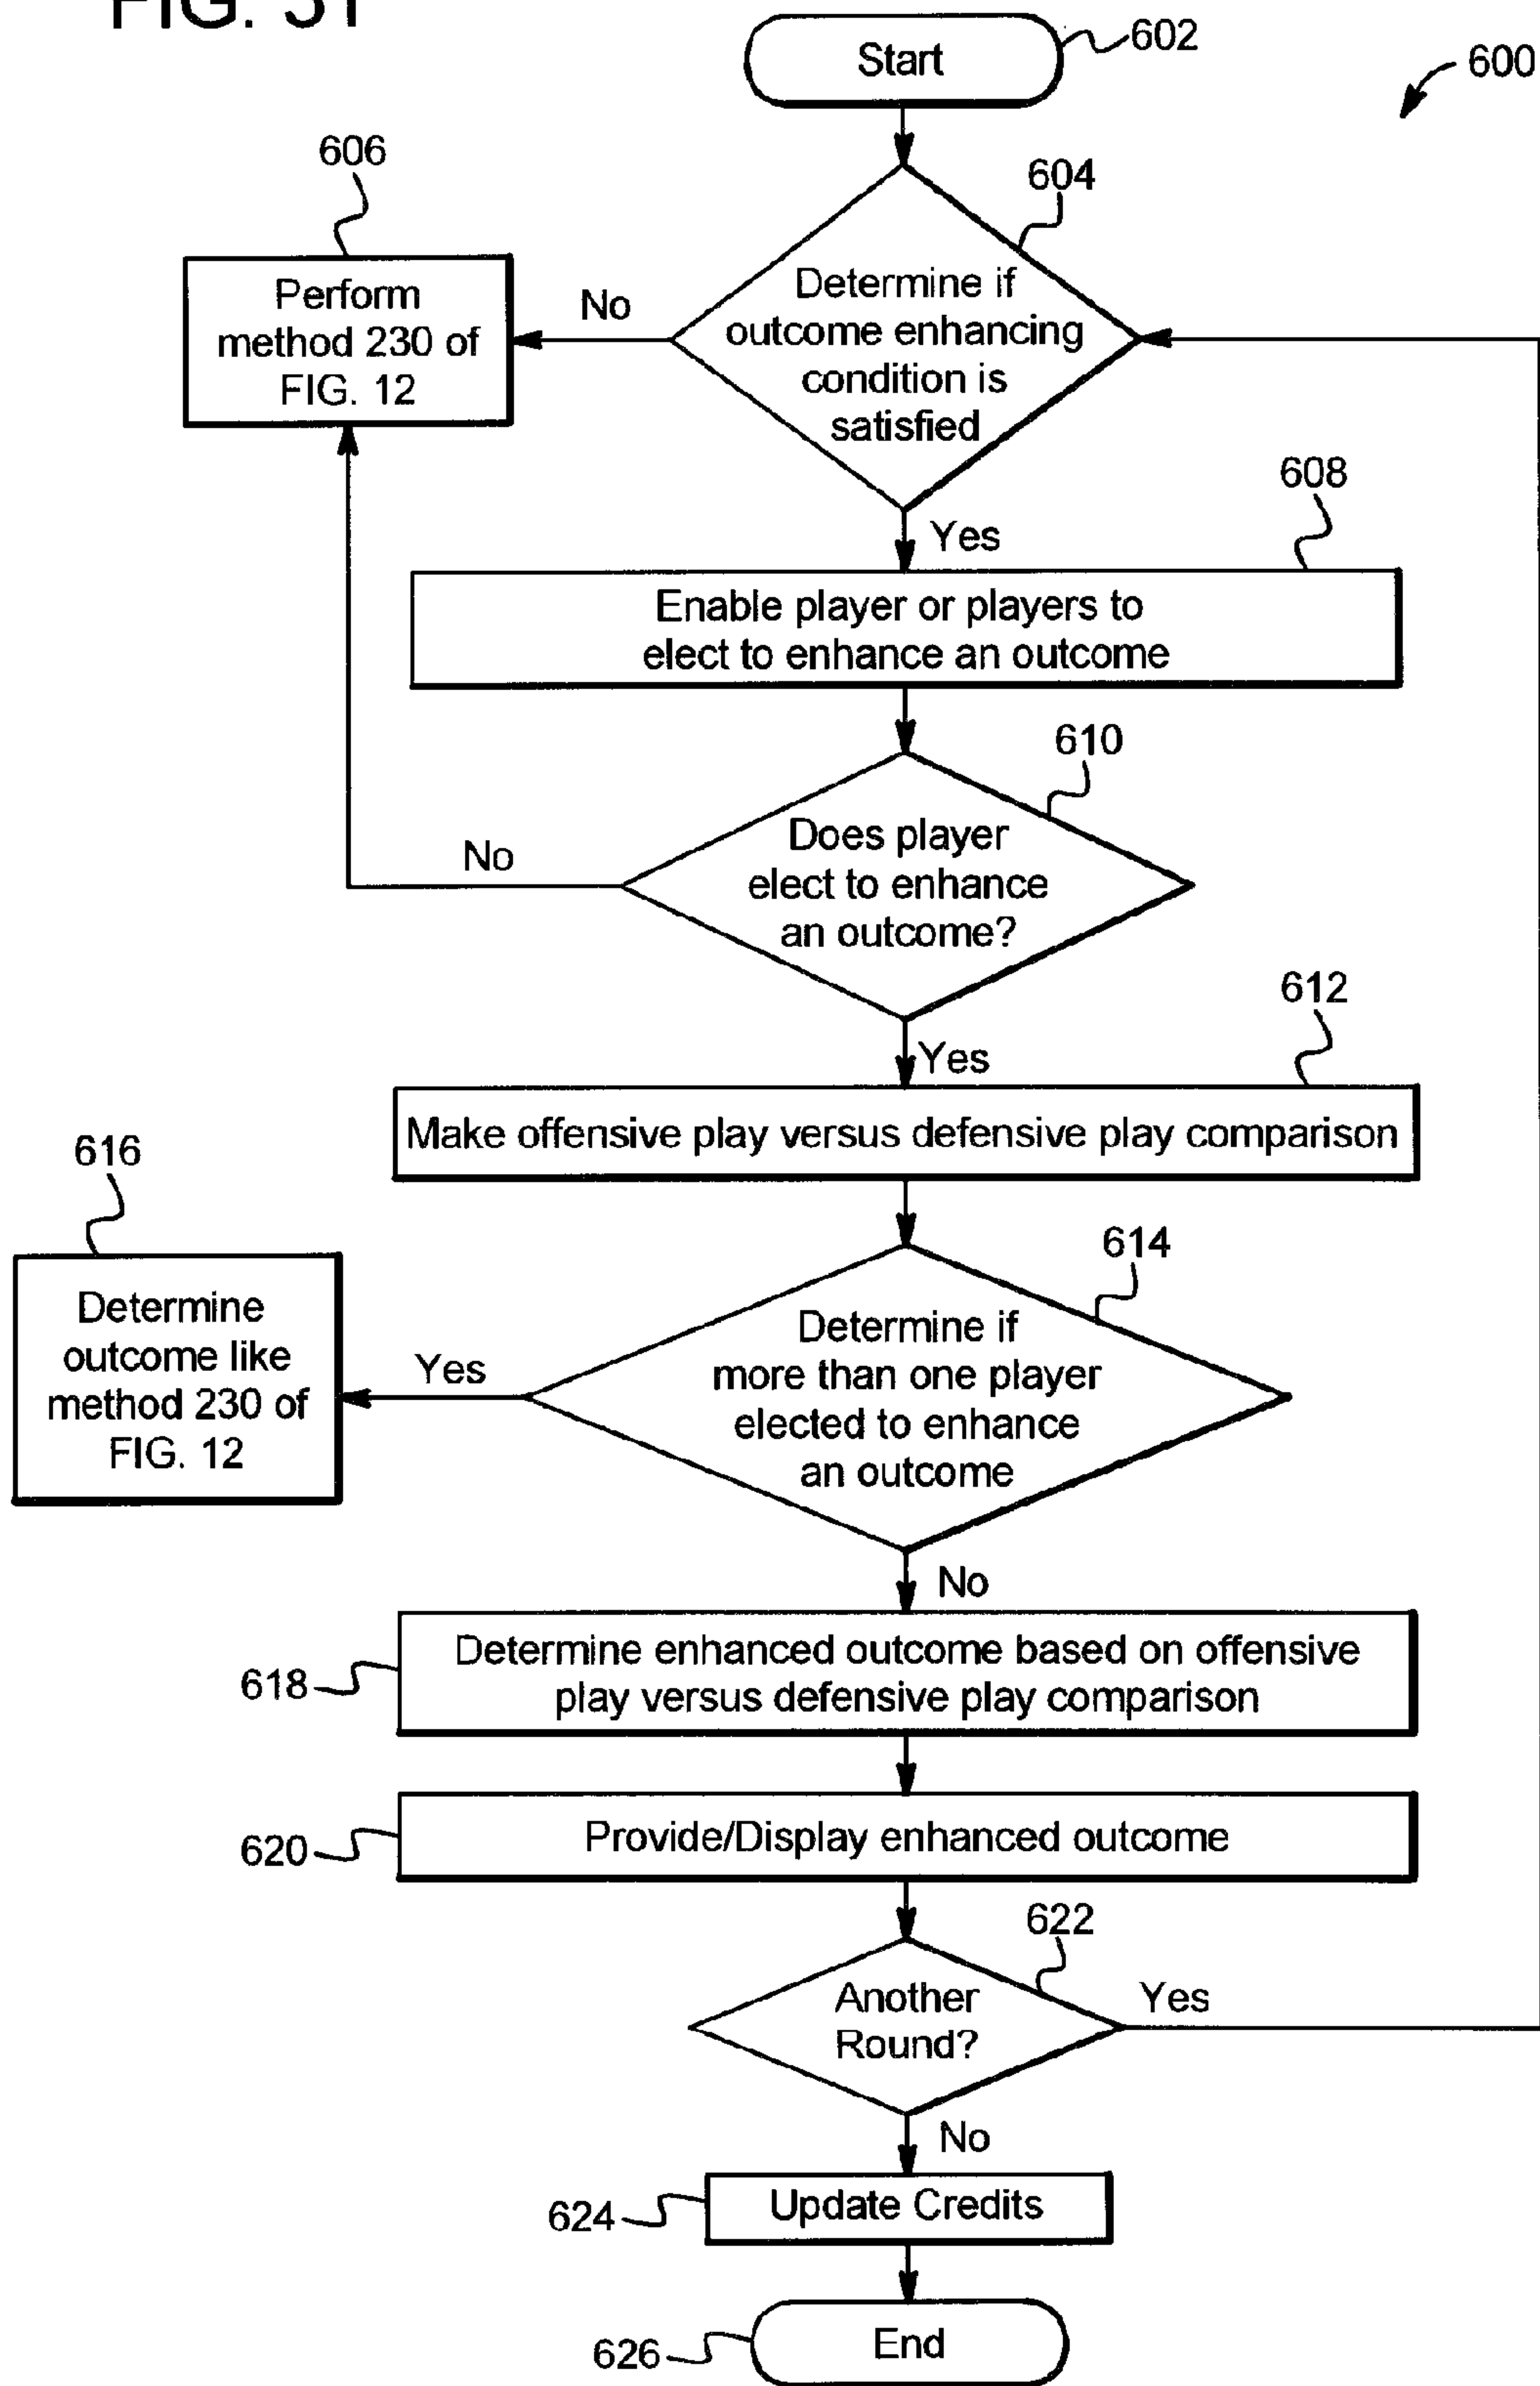 FIG. 31
Start
602
600
606
604
Perform
method 230 of
FIG. 12
No
Determine if
outcome enhancing
condition is
satisfied
608
Yes
Enable player or players to
elect to enhance an outcome
610
No
Does player
elect to enhance
an outcome?
612
Yes
Make offensive play versus defensive play comparison
616
614
Determine
outcome like
method 230 of
FIG. 12
Yes
Determine if
more than one player
elected to enhance
an outcome
No
618
Determine enhanced outcome based on offensive
play versus defensive play comparison
620
Provide/Display enhanced outcome
622
Another
Round?
Yes
No
624
Update Credits
626
End